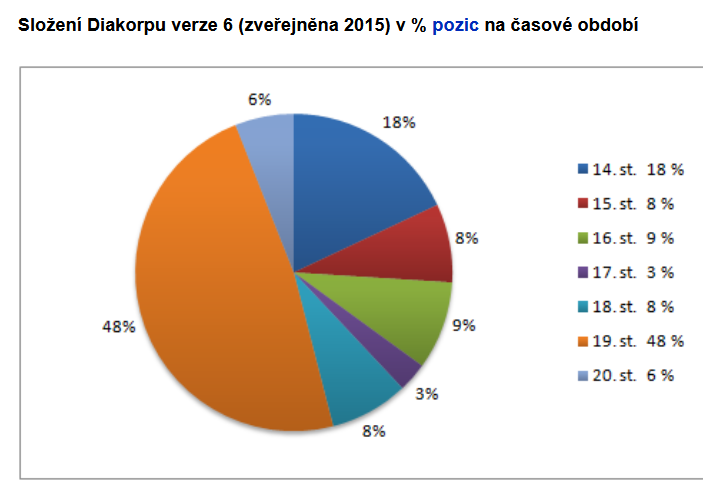 Složení Diakorpu verze 6 (zveřejněna 2015) v % pozic na časové období
6%
18%
8%
9%
3%
8%
48%
14. st. 18 %
15. st. 8 %
16. st. 9 %
17. st. 3 %
18. st. 8 %
19. st. 48 %
20. st. 6 %